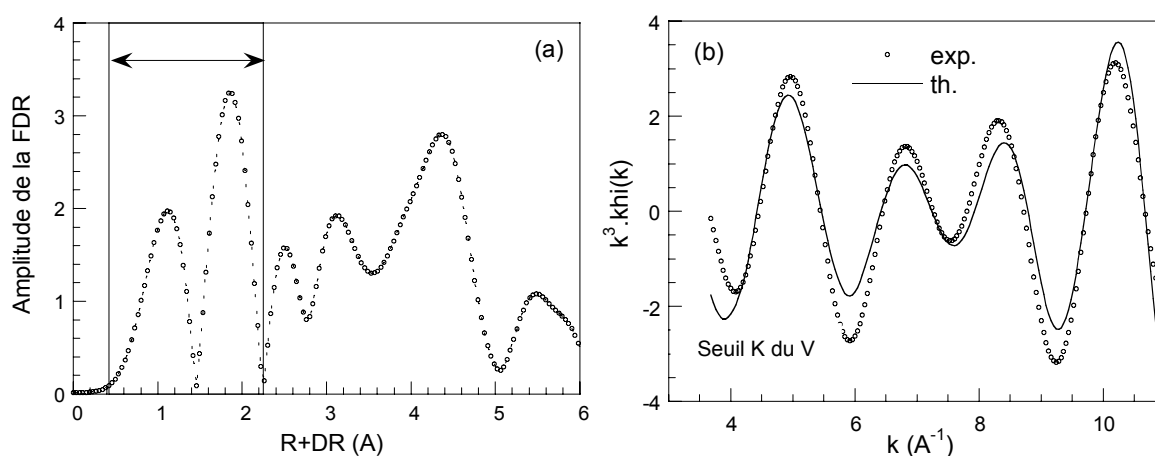 Amplitude de la FDR
4
3
2
1
0
(a)
0 1 2 3 4 5 6
R+DR (A)
k³.khi(k)
4
2
0
-2
-4
(b)
exp.
th.
Seuil K du V
4 6 8 10
k (A⁻¹)